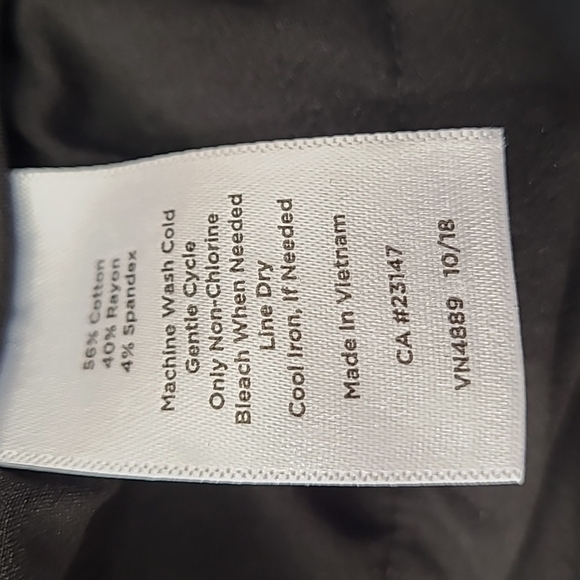 56% Cotton
40% Rayon
4% Spandex
Machine Wash Cold
Gentle Cycle
Only Non-Chlorine
Bleach When Needed
Line Dry
Cool Iron, If Needed
Made In Vietnam
CA #23147
VN4889 10/18